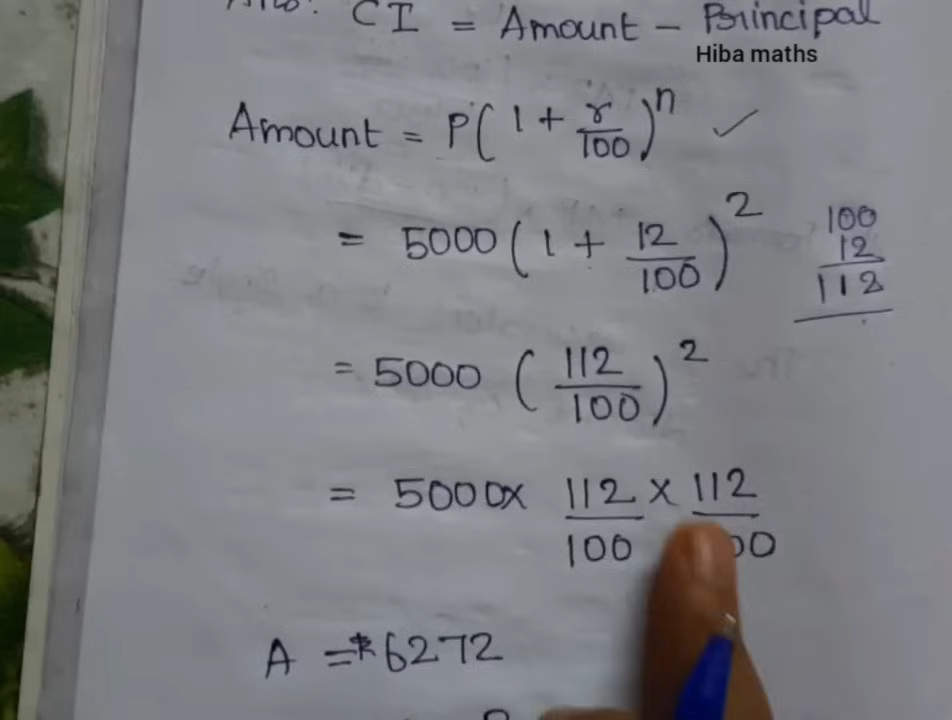 CI = Amount - Principal
Hiba maths
Amount = P(1 + r/100)^n ✓
= 5000 (1 + 12/100)^2
100
12
112
= 5000 (112/100)^2
= 5000 x 112/100 x 112/
A = ₹6272